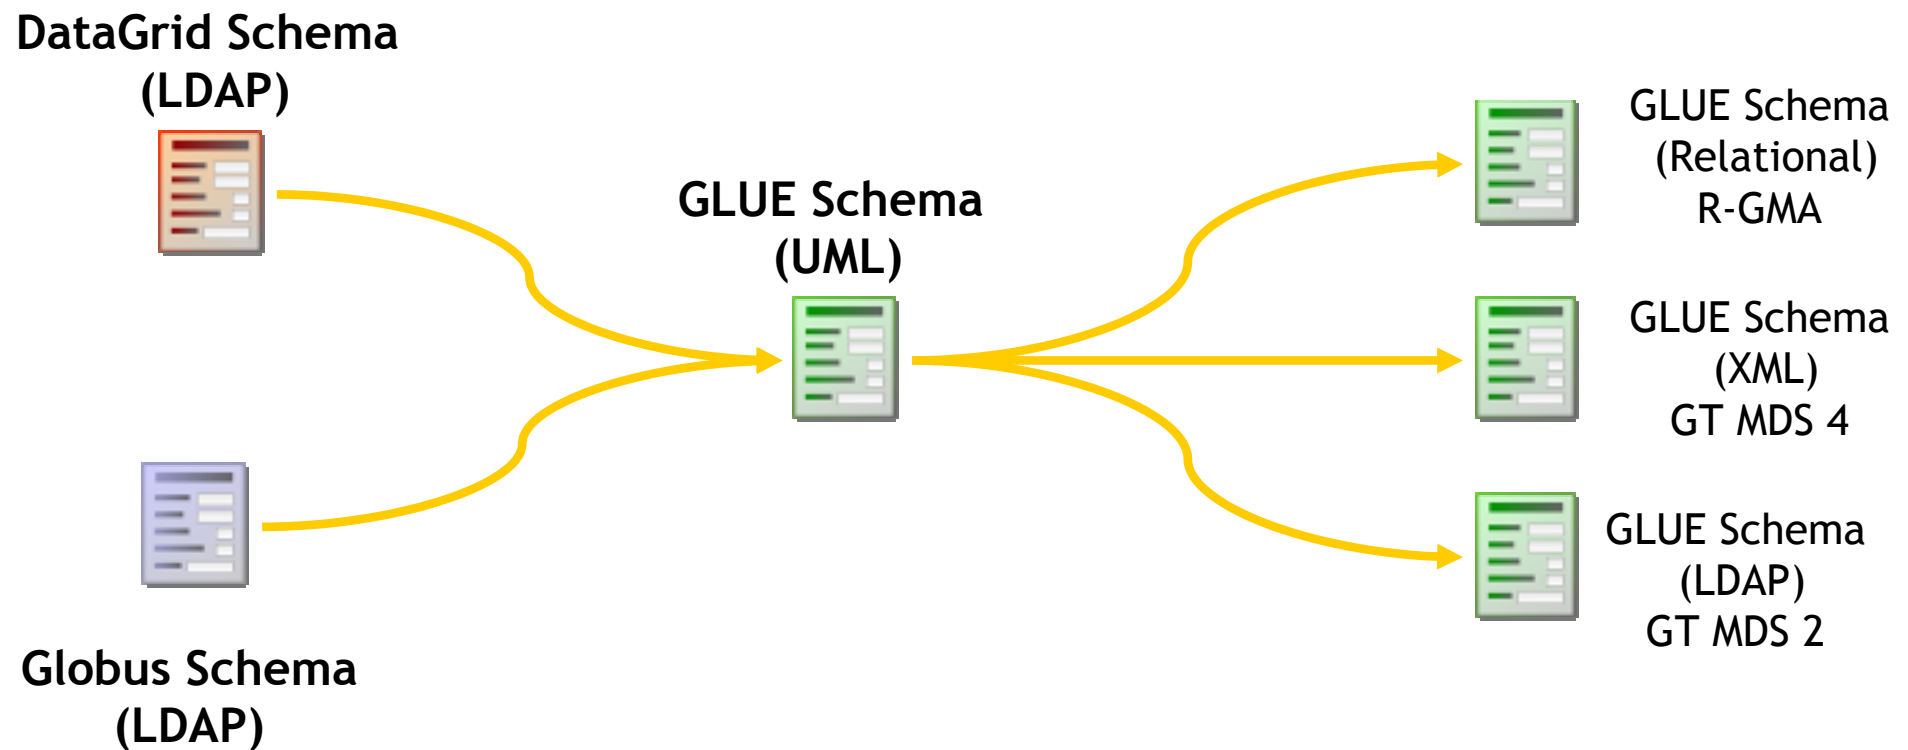 DataGrid Schema
(LDAP)
Globus Schema
(LDAP)
GLUE Schema
(UML)
GLUE Schema
(Relational)
R-GMA
GLUE Schema
(XML)
GT MDS 4
GLUE Schema
(LDAP)
GT MDS 2